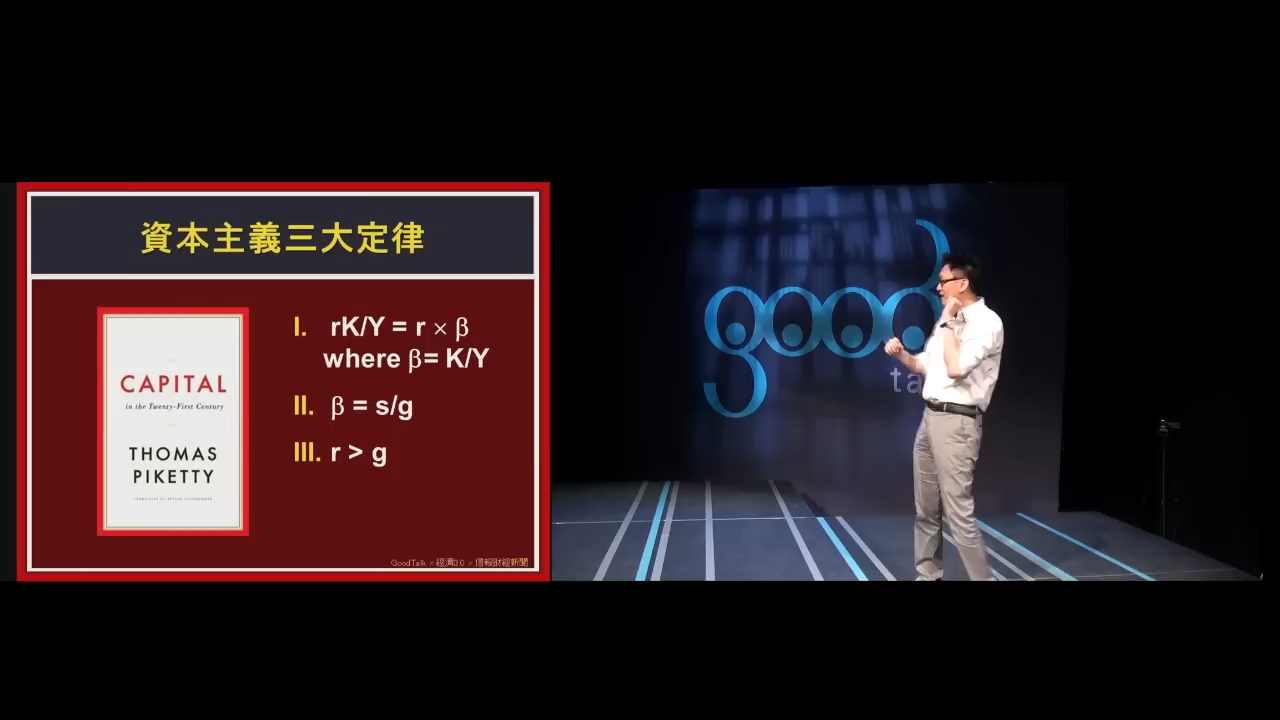 資本主義三大定律
CAPITAL
in the Twenty-First Century
THOMAS
PIKETTY
I. rK/Y = r × β
where β= K/Y
II. β = s/g
III. r > g
GoodTalk × 經濟3.0 × 信報財經新聞
good
ta